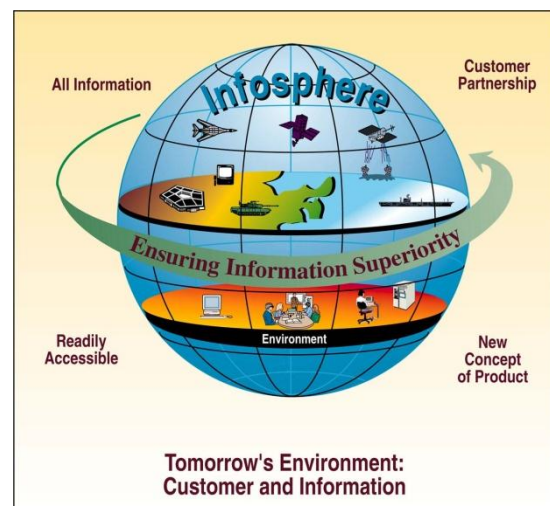 Infosphere
All Information
Customer
Partnership
Ensuring Information Superiority
Environment
Readily
Accessible
New
Concept
of Product
Tomorrow's Environment:
Customer and Information